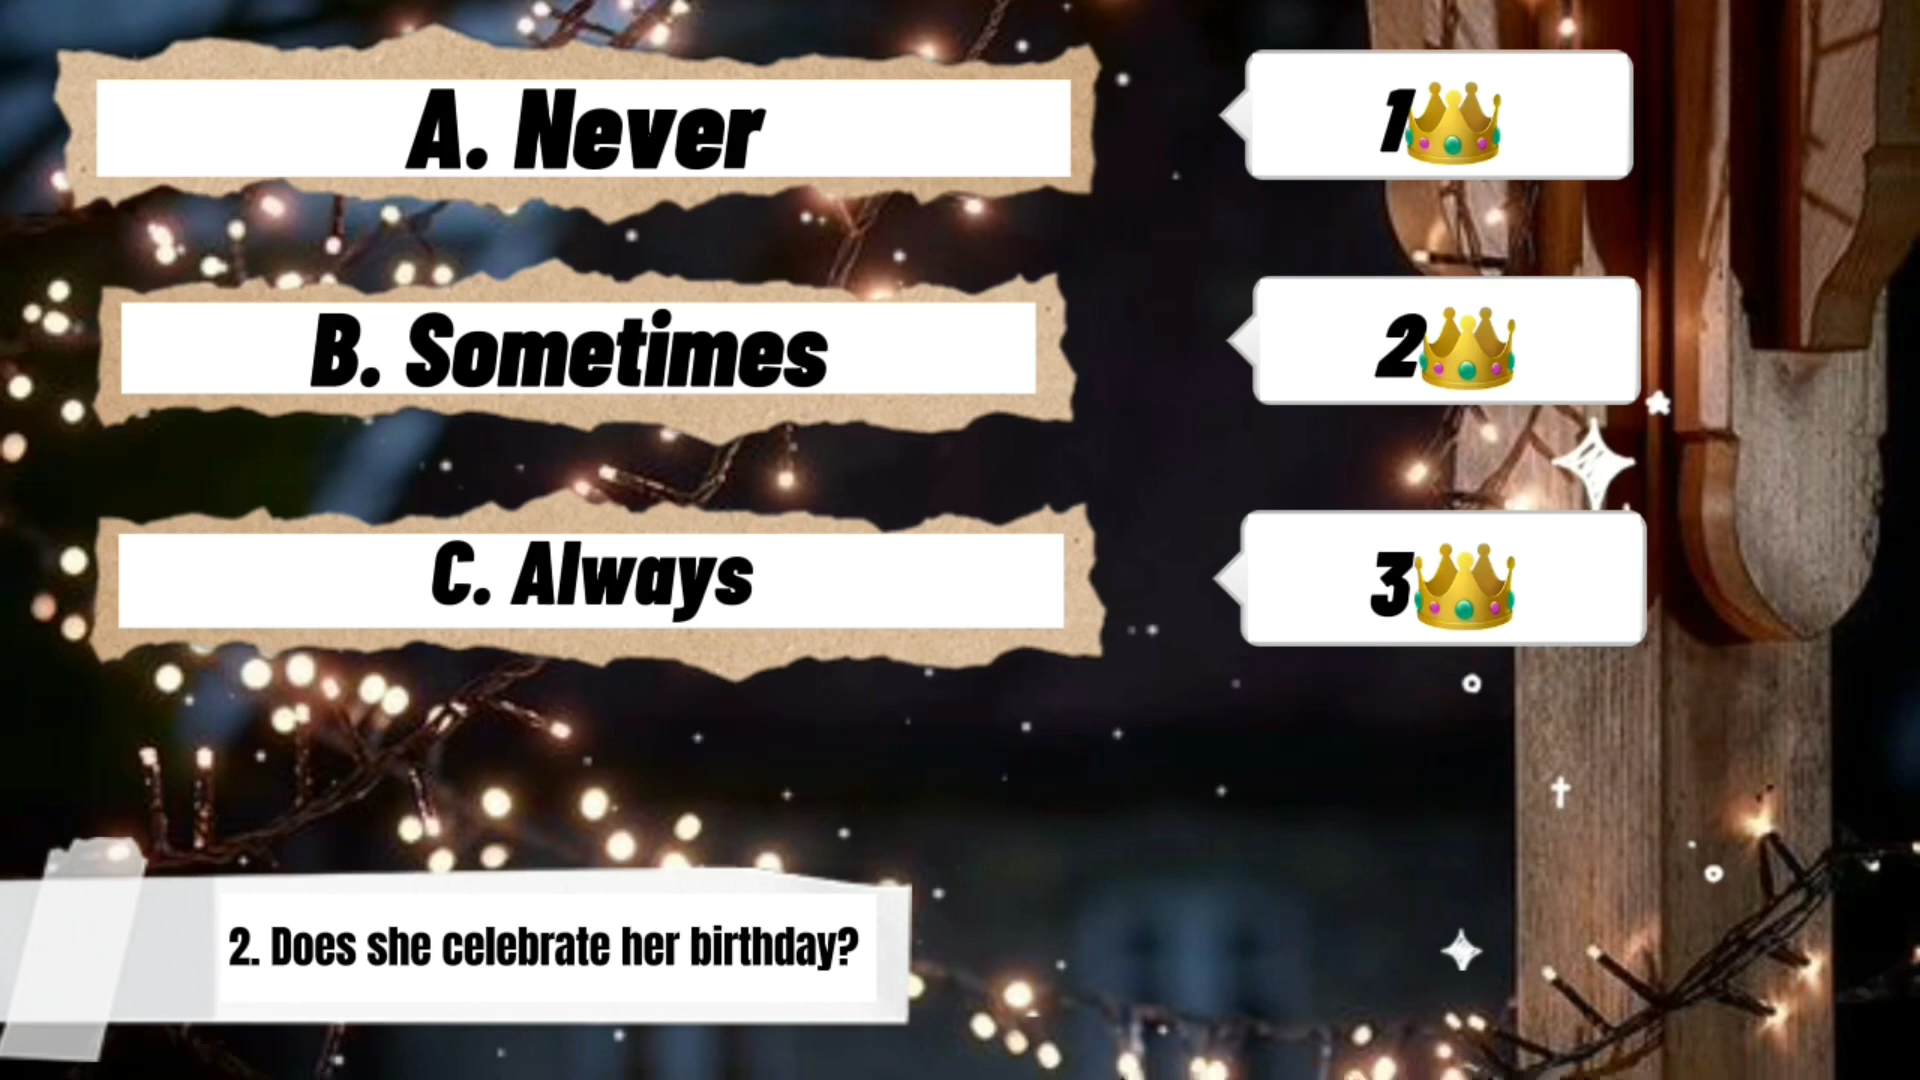 A. Never
1👑
B. Sometimes
2👑
C. Always
3👑
2. Does she celebrate her birthday?